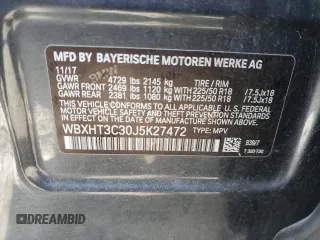 MFD BY BAYERISCHE MOTOREN WERKE AG
11/17
GVWR 4729 lbs 2145 kg TIRE / RIM
GAWR FRONT 2469 lbs 1120 kg WITH 225/50 R18 /7.5Jx18
GAWR REAR 2381 lbs 1080 kg WITH 225/50 R18 /7.5Jx18
THIS VEHICLE CONFORMS TO ALL APPLICABLE U.S. FEDERAL
MOTOR VEHICLE SAFETY AND THEFT PREVENTION STANDARDS
IN EFFECT ON THE DATE OF MANUFACTURE SHOWN ABOVE.
WBXHT3C30J5K27472 TYPE: MPV
DREAMBID